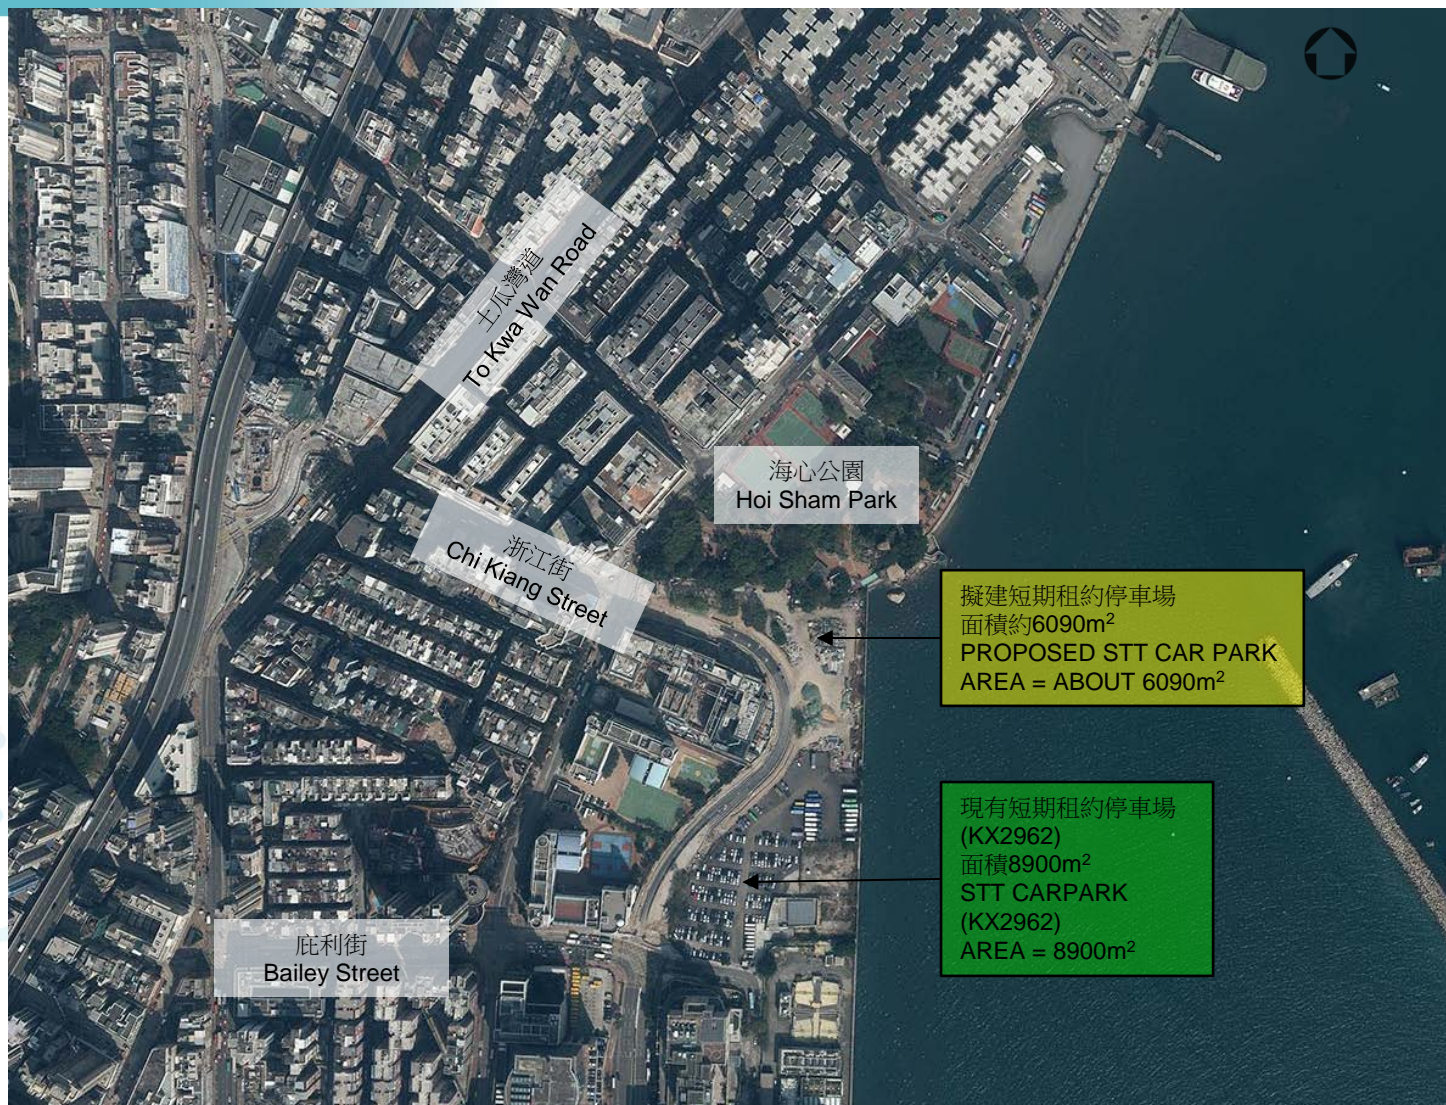 土瓜灣道
To Kwa Wan Road
海心公園
Hoi Sham Park
浙江街
Chi Kiang Street
擬建短期租約停車場
面積約6090m²
PROPOSED STT CAR PARK
AREA = ABOUT 6090m²
現有短期租約停車場
(KX2962)
面積8900m²
STT CARPARK
(KX2962)
AREA = 8900m²
庇利街
Bailey Street